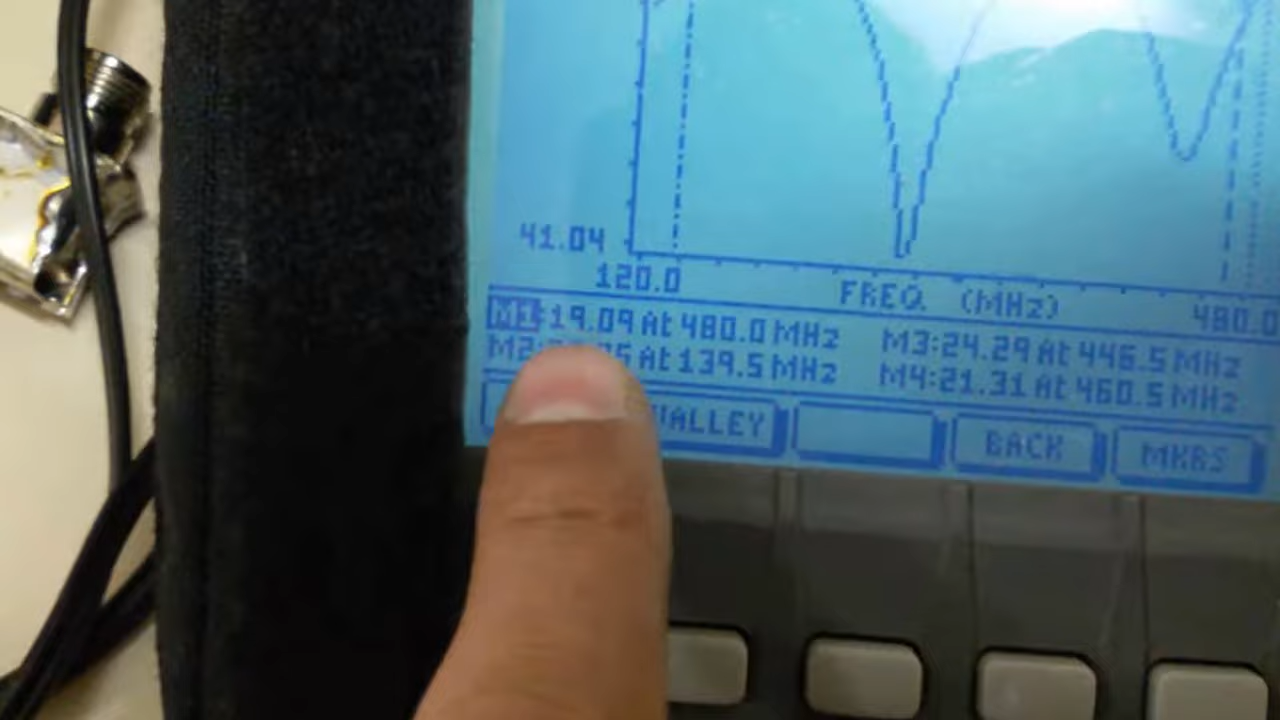 41.04
120.0 FREQ. (MHz) 480.0
M1:19.09 At 480.0 MHz M3:24.29 At 446.5 MHz
M2: At 139.5 MHz M4:21.31 At 460.5 MHz
VALLEY BACK MKRS